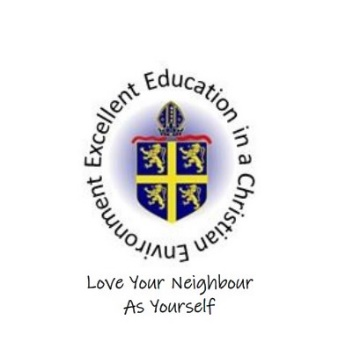 Excellent Education in a Christian Environment
Love Your Neighbour
As Yourself